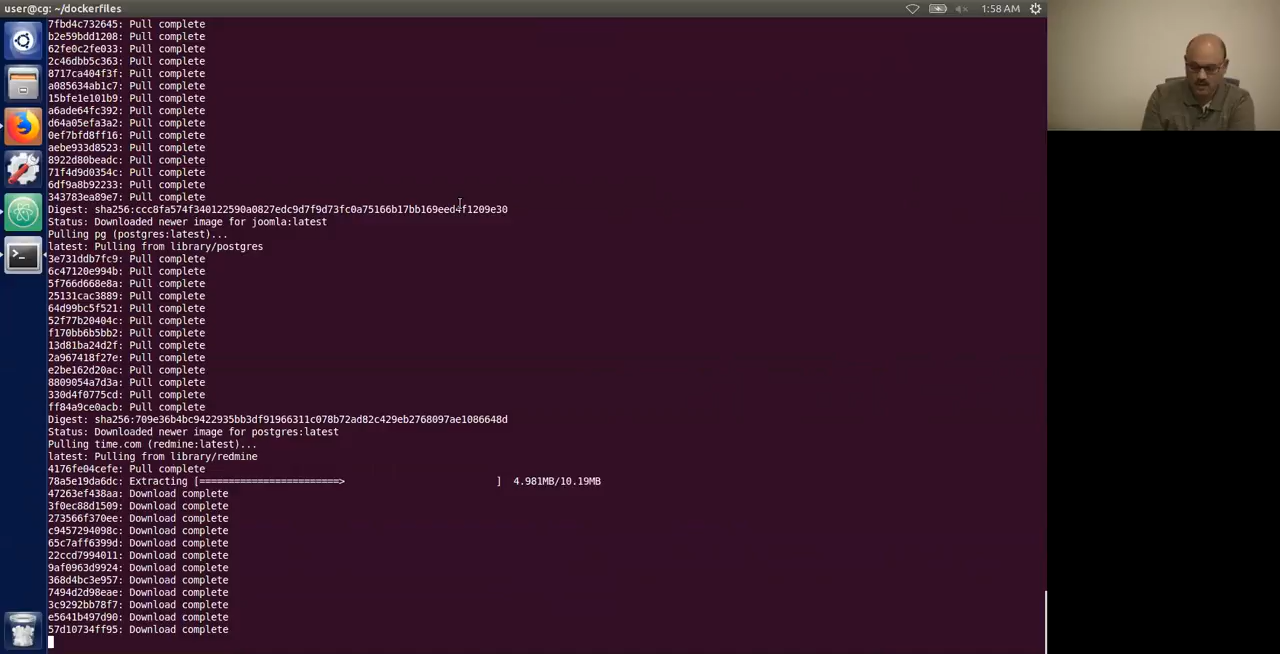 user@cg: ~/dockerfiles
1:58 AM
7fbd4c732645: Pull complete
b2e59bdd1208: Pull complete
62fe0c2fe033: Pull complete
2c46dbb5c363: Pull complete
8717ca404f3f: Pull complete
a085634ab1c7: Pull complete
15bfe1e101b9: Pull complete
a6ade64fc392: Pull complete
d64a05efa3a2: Pull complete
0ef7bfd8ff16: Pull complete
aebe933d8523: Pull complete
8922d80beadc: Pull complete
71f4d9d0354c: Pull complete
6df9a8b92233: Pull complete
343783ea89e7: Pull complete
Digest: sha256:ccc8fa574f340122590a0827edc9d7f9d73fc0a75166b17bb169eed4f1209e30
Status: Downloaded newer image for joomla:latest
Pulling pg (postgres:latest)...
latest: Pulling from library/postgres
3e731ddb7fc9: Pull complete
6c47120e994b: Pull complete
5f766d668e8a: Pull complete
25131cac3889: Pull complete
64d99bc5f521: Pull complete
52f77b20404c: Pull complete
f170bb6b5bb2: Pull complete
13d81ba24d2f: Pull complete
2a967418f27e: Pull complete
e2be162d20ac: Pull complete
8809054a7d3a: Pull complete
330d4f0775cd: Pull complete
ff84a9ce0acb: Pull complete
Digest: sha256:709e36b4bc9422935bb3df91966311c078b72ad82c429eb2768097ae1086648d
Status: Downloaded newer image for postgres:latest
Pulling time.com (redmine:latest)...
latest: Pulling from library/redmine
4176fe04cefe: Pull complete
78a5e19da6dc: Extracting [========================>                          ]  4.981MB/10.19MB
47263ef438aa: Download complete
3f0ec88d1509: Download complete
273566f370ee: Download complete
c9457294098c: Download complete
65c7aff6399d: Download complete
22ccd7994011: Download complete
9af0963d9924: Download complete
368d4bc3e957: Download complete
7494d2d98eae: Download complete
3c9292bb78f7: Download complete
e5641b497d90: Download complete
57d10734ff95: Download complete